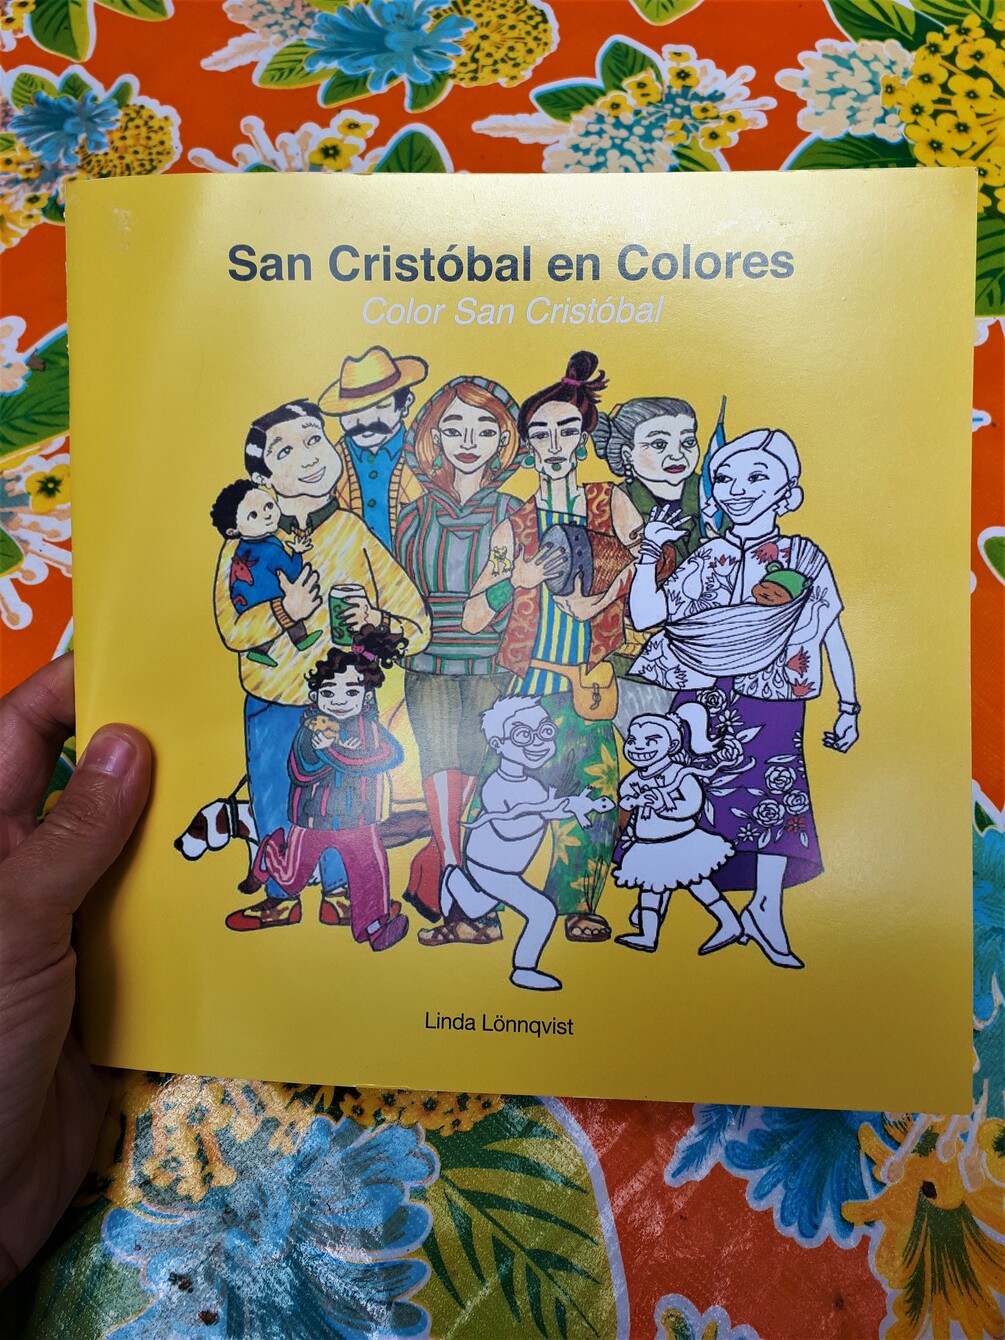 San Cristóbal en Colores
Color San Cristóbal
Linda Lönnqvist